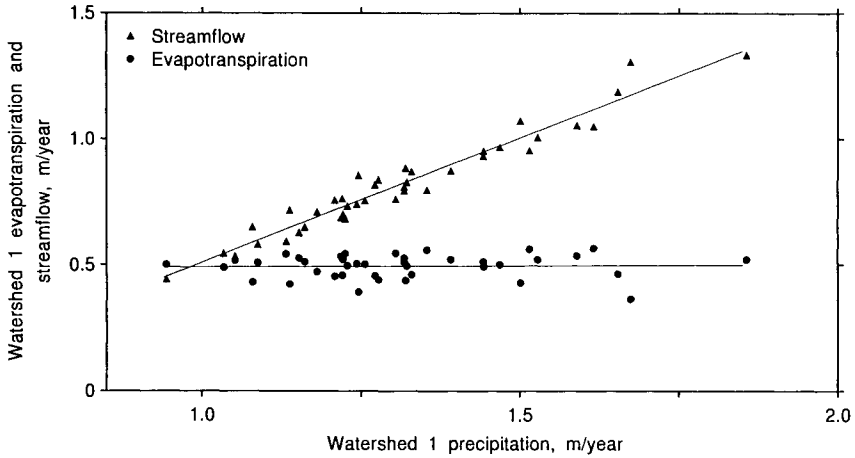 1.5
Streamflow
Evapotranspiration
1.0
0.5
0
Watershed 1 evapotranspiration and
streamflow, m/year
1.0
1.5
2.0
Watershed 1 precipitation, m/year